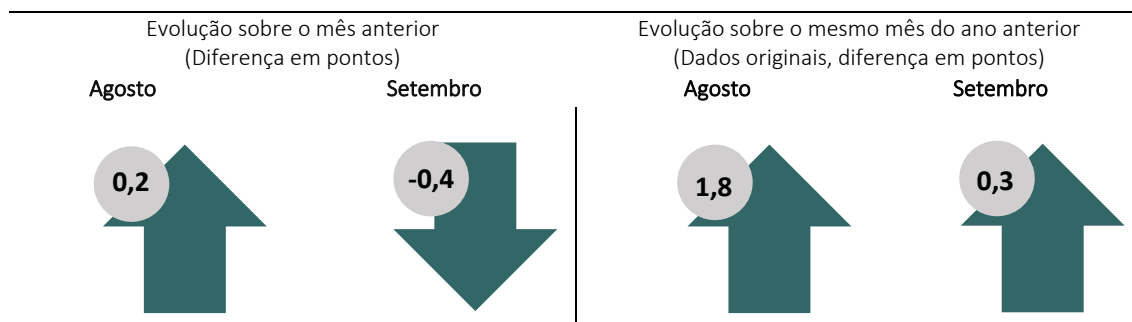 Evolução sobre o mês anterior
(Diferença em pontos)
Agosto
Setembro
0,2
-0,4
Evolução sobre o mesmo mês do ano anterior
(Dados originais, diferença em pontos)
Agosto
Setembro
1,8
0,3